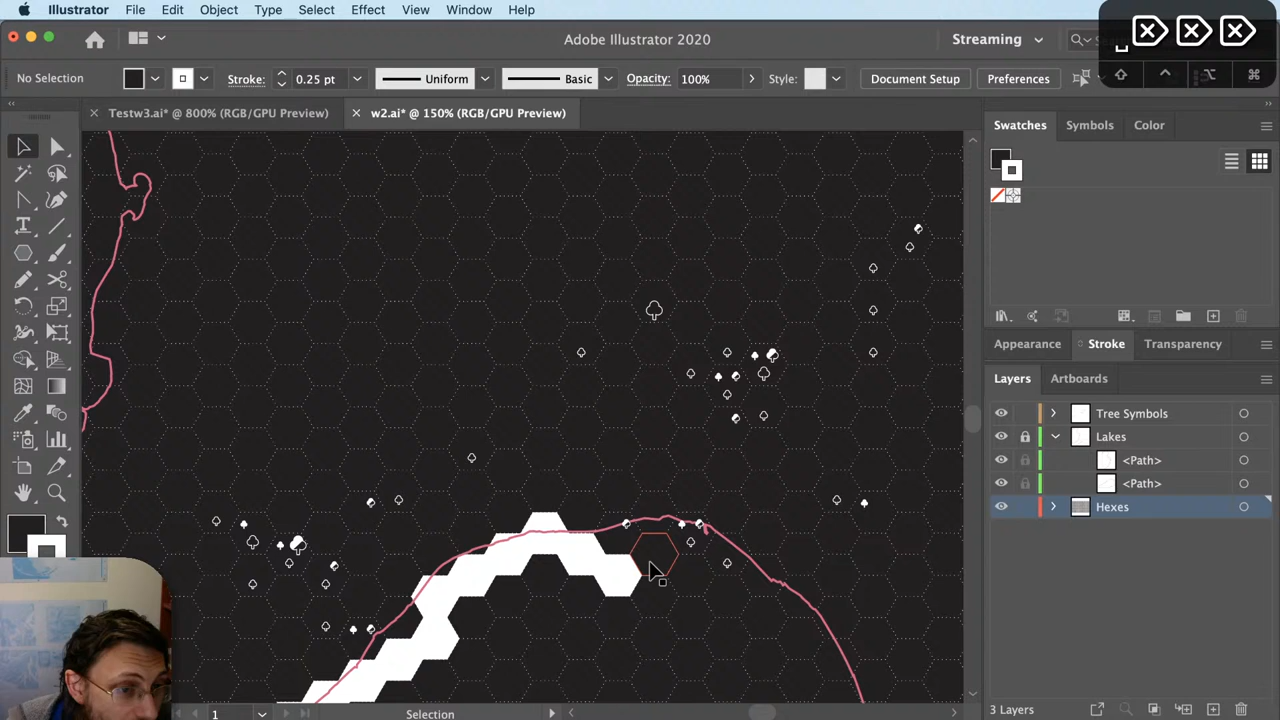 Illustrator File Edit Object Type Select Effect View Window Help
Adobe Illustrator 2020
Streaming
No Selection
Stroke:
0.25 pt
Uniform
Basic
Opacity:
100%
Style:
Document Setup
Preferences
Testw3.ai* @ 800% (RGB/GPU Preview)
w2.ai* @ 150% (RGB/GPU Preview)
Swatches
Symbols
Color
Appearance
Stroke
Transparency
Layers
Artboards
Tree Symbols
Lakes
<Path>
<Path>
Hexes
1
Selection
3 Layers